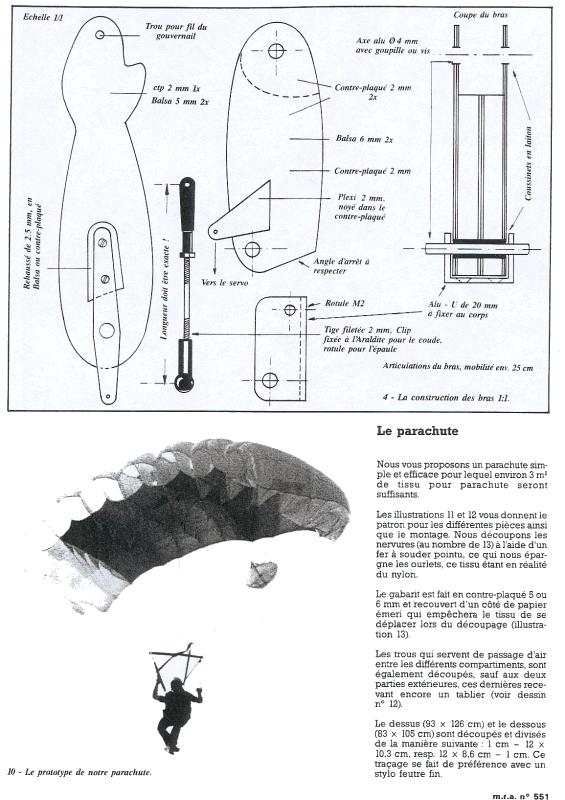 Echelle 1/1
Trou pour fil du
gouvernail
ctp 2 mm 1x
Balsa 5 mm 2x
Rehaussé de 2.5 mm, en
Balsa ou contre-plaqué
Longueur doit être exacte !
Axe alu Ø 4 mm
avec goupille ou vis
Contre-plaqué 2 mm
2x
Balsa 6 mm 2x
Contre-plaqué 2 mm
Plexi 2 mm,
noyé dans le
contre-plaqué
Vers le servo
Angle d'arrêt à
respecter
Coupe du bras
Coussinets en laiton
Rotule M2
Alu - U de 20 mm
à fixer au corps
Tige filetée 2 mm, Clip
fixée à l'Araldite pour le coude,
rotule pour l'épaule
Articulations du bras, mobilité env. 25 cm
4 - La construction des bras 1:1.
Le parachute
Nous vous proposons un parachute sim-
ple et efficace pour lequel environ 3 m²
de tissu pour parachute seront
suffisants.
Les illustrations 11 et 12 vous donnent le
patron pour les différentes pièces ainsi
que le montage. Nous découpons les
nervures (au nombre de 13) à l'aide d'un
fer à souder pointu, ce qui nous épar-
gne les ourlets, ce tissu étant en réalité
du nylon.
Le gabarit est fait en contre-plaqué 5 ou
6 mm et recouvert d'un côté de papier
émeri qui empêchera le tissu de se
déplacer lors du découpage (illustra-
tion 13).
Les trous qui servent de passage d'air
entre les différents compartiments, sont
également découpés, sauf aux deux
parties extérieures, ces dernières rece-
vant encore un tablier (voir dessin
n° 12).
Le dessus (93 × 126 cm) et le dessous
(83 × 105 cm) sont découpés et divisés
de la manière suivante : 1 cm – 12 ×
10,3 cm, resp. 12 × 8,6 cm – 1 cm. Ce
traçage se fait de préférence avec un
stylo feutre fin.
10 - Le prototype de notre parachute.
m.r.a. n° 551